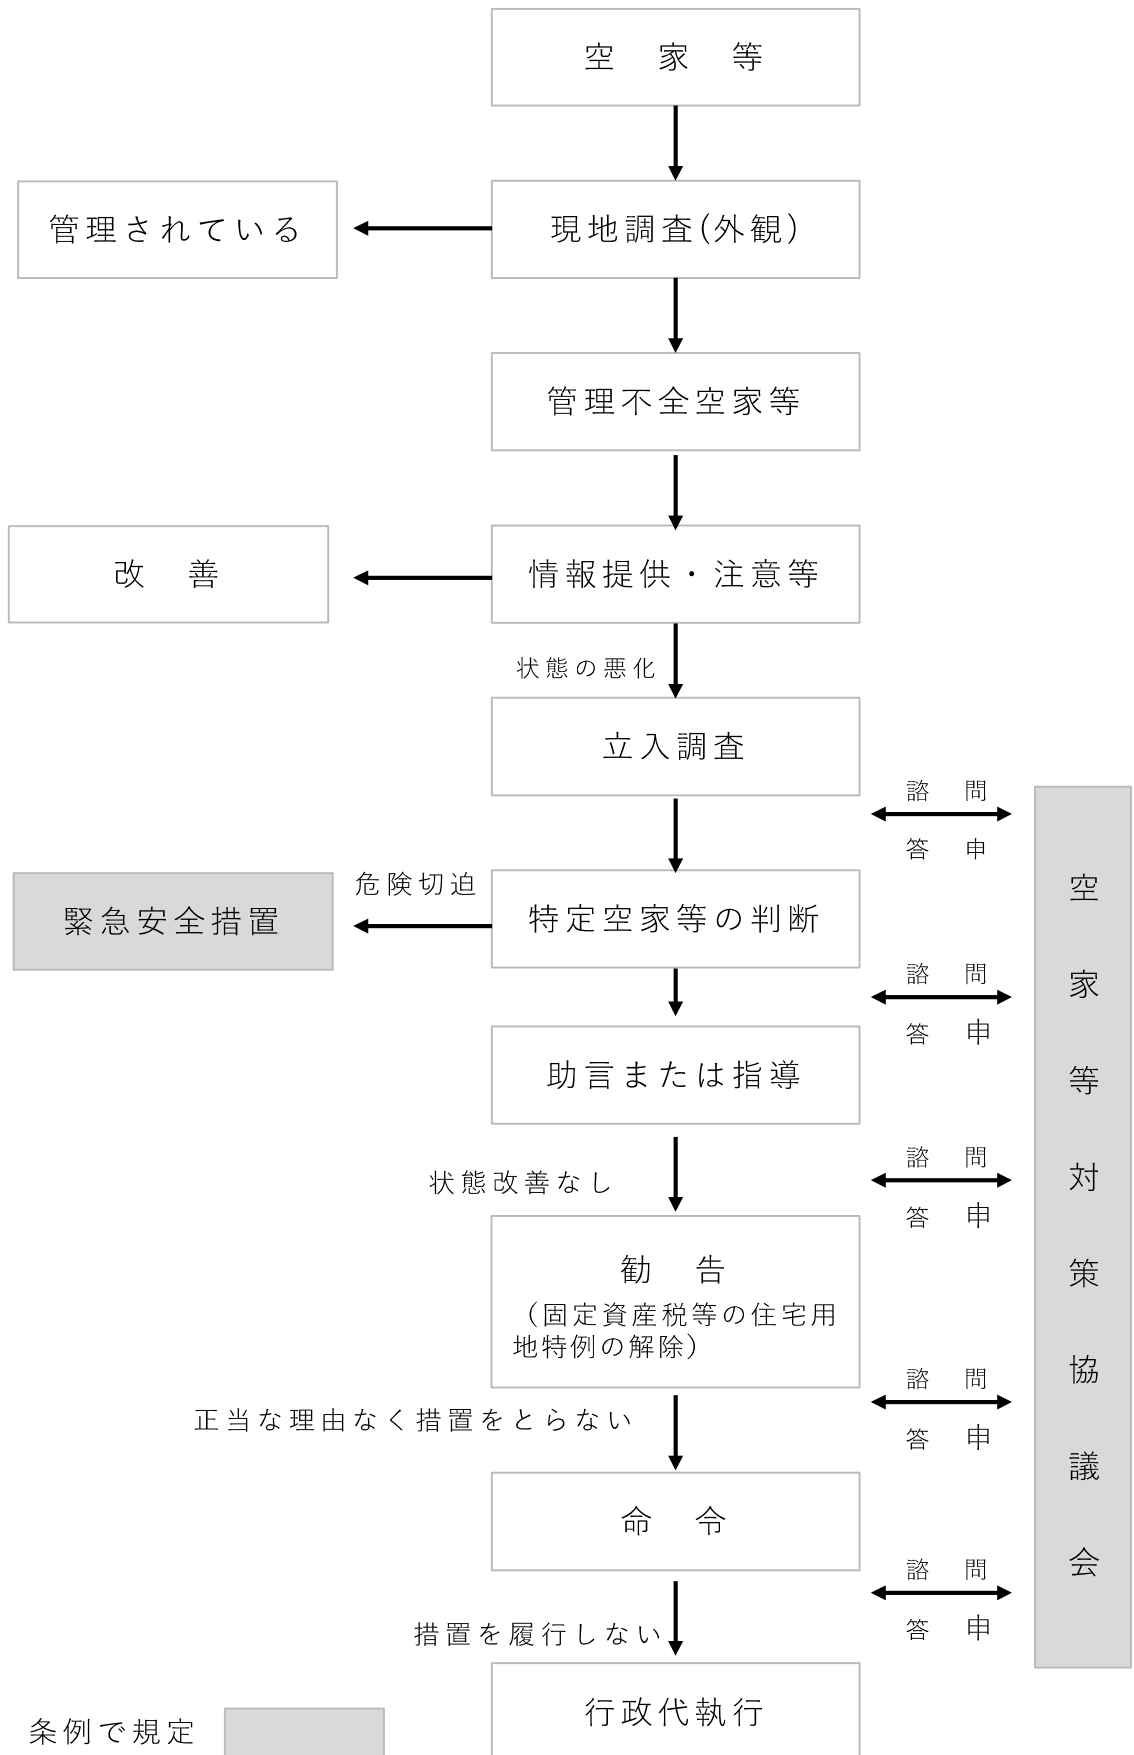 空家等
管理されている
現地調査(外観)
管理不全空家等
改善
情報提供・注意等
状態の悪化
立入調査
諮問
答申
危険切迫
緊急安全措置
特定空家等の判断
諮問
答申
助言または指導
諮問
答申
状態改善なし
勧告
（固定資産税等の住宅用
地特例の解除）
諮問
答申
正当な理由なく措置をとらない
命令
諮問
答申
措置を履行しない
行政代執行
空家等対策協議会
条例で規定